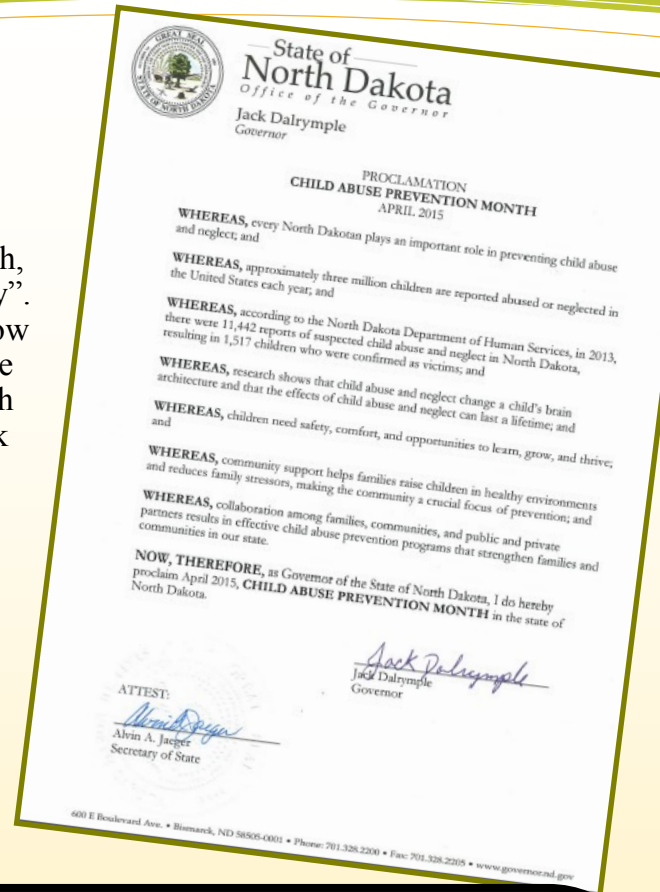 h,
y”.
ow
e
h
k
GREAT SEAL
STATE OF NORTH DAKOTA
State of
North Dakota
Office of the Governor
Jack Dalrymple
Governor
PROCLAMATION
CHILD ABUSE PREVENTION MONTH
APRIL 2015
WHEREAS, every North Dakotan plays an important role in preventing child abuse
and neglect; and
WHEREAS, approximately three million children are reported abused or neglected in
the United States each year; and
WHEREAS, according to the North Dakota Department of Human Services, in 2013,
there were 11,442 reports of suspected child abuse and neglect in North Dakota,
resulting in 1,517 children who were confirmed as victims; and
WHEREAS, research shows that child abuse and neglect change a child's brain
architecture and that the effects of child abuse and neglect can last a lifetime; and
WHEREAS, children need safety, comfort, and opportunities to learn, grow, and thrive;
and
WHEREAS, community support helps families raise children in healthy environments
and reduces family stressors, making the community a crucial focus of prevention; and
WHEREAS, collaboration among families, communities, and public and private
partners results in effective child abuse prevention programs that strengthen families and
communities in our state.
NOW, THEREFORE, as Governor of the State of North Dakota, I do hereby
proclaim April 2015, CHILD ABUSE PREVENTION MONTH in the state of
North Dakota.
Jack Dalrymple
Jack Dalrymple
Governor
ATTEST:
Alvin A Jaeger
Alvin A. Jaeger
Secretary of State
600 E Boulevard Ave. • Bismarck, ND 58505-0001 • Phone: 701.328.2200 • Fax: 701.328.2205 • www.governor.nd.gov